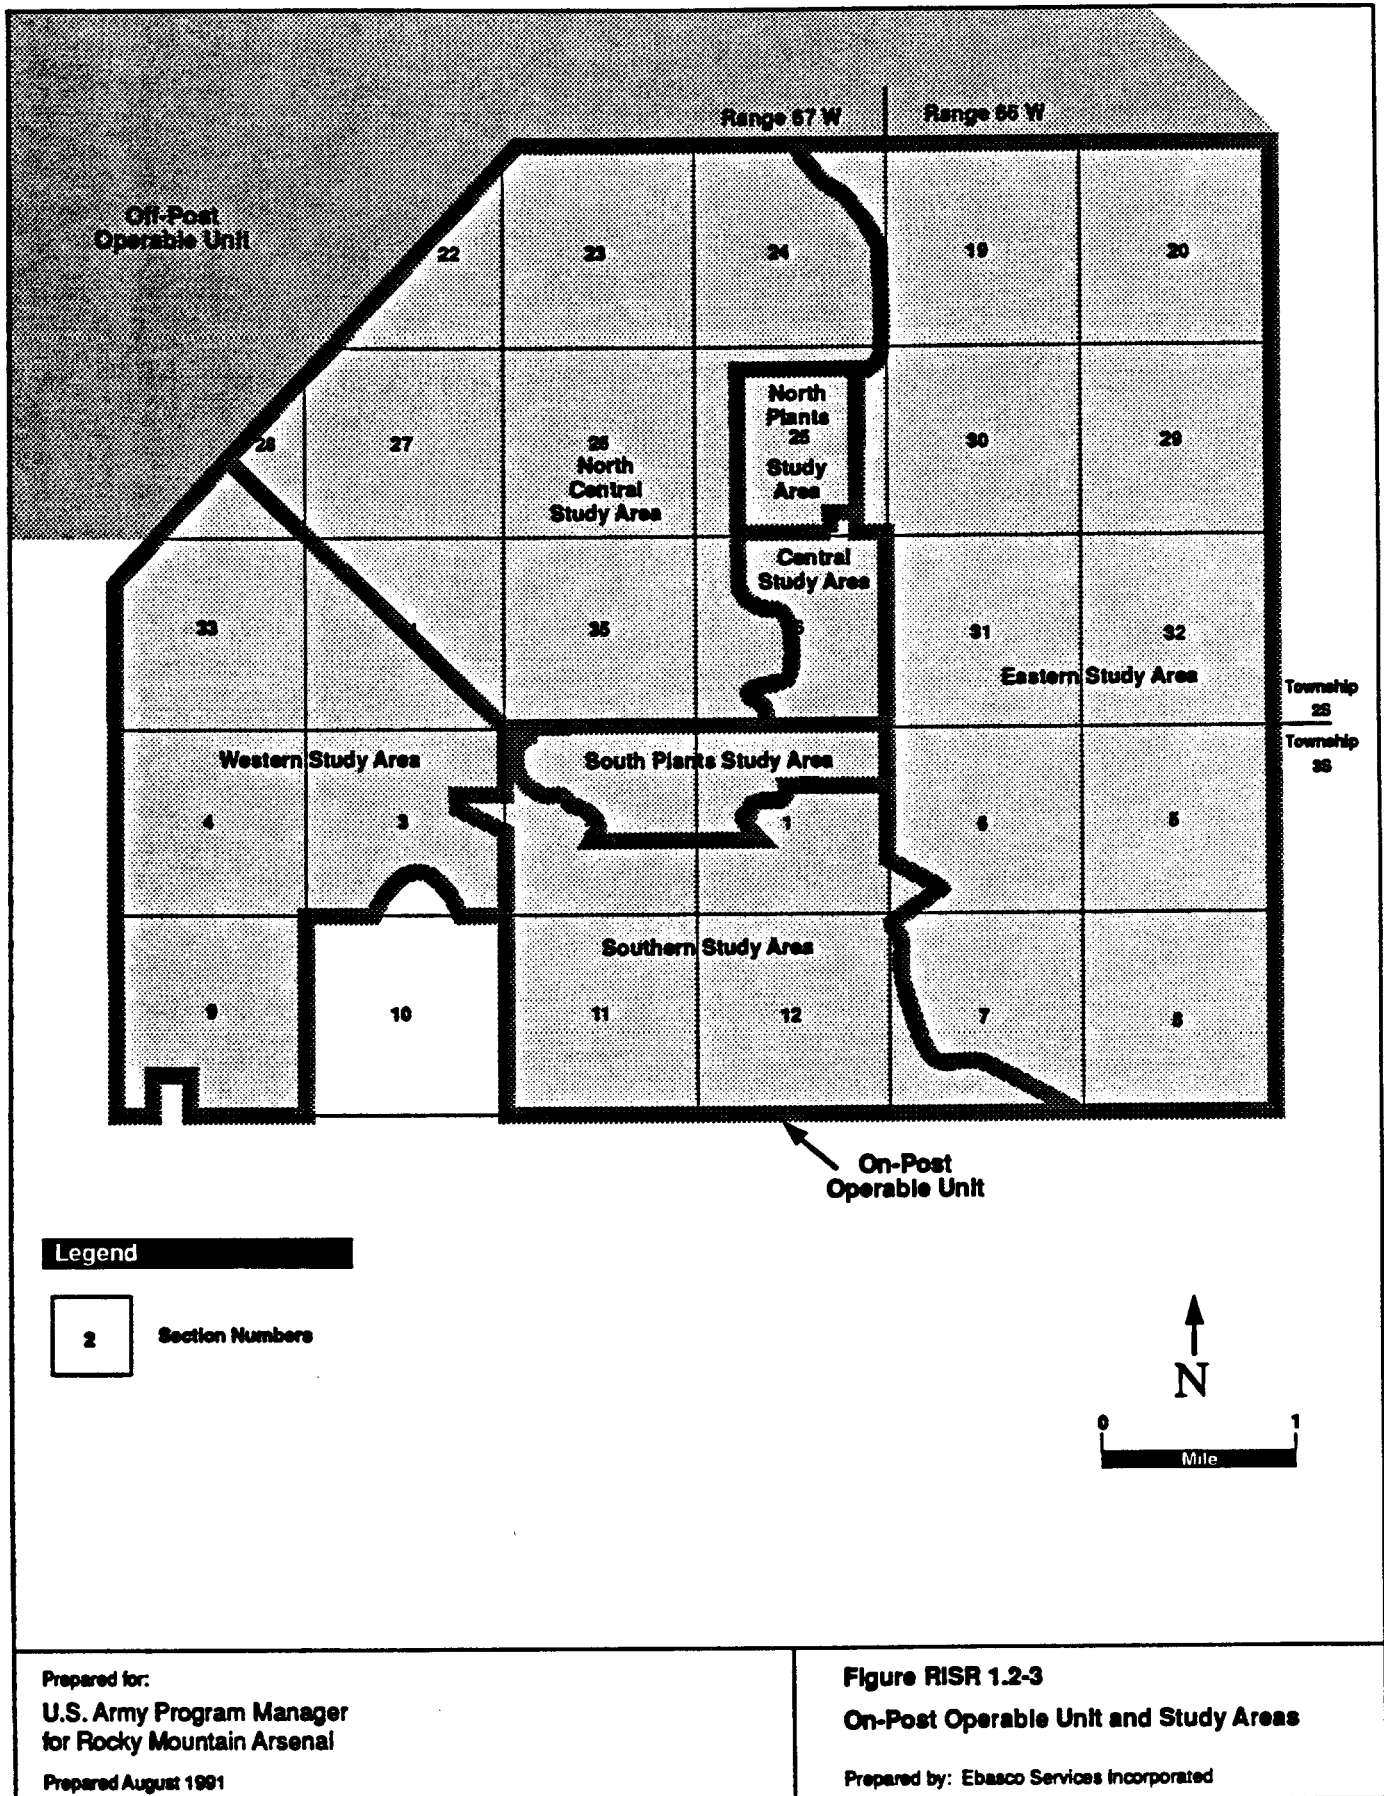 Range 67 W
Range 66 W
Off-Post
Operable Unit
22
23
24
19
20
North
Plants
25
Study
Area
28
27
26
North
Central
Study Area
30
29
Central
Study Area
33
35
31
32
Eastern Study Area
Township
2S
Township
3S
Western Study Area
South Plants Study Area
4
3
1
6
5
Southern Study Area
9
10
11
12
7
8
On-Post
Operable Unit
Legend
2
Section Numbers
N
0
1
Mile
Prepared for:
U.S. Army Program Manager
for Rocky Mountain Arsenal
Prepared August 1991
Figure RISR 1.2-3
On-Post Operable Unit and Study Areas
Prepared by: Ebasco Services Incorporated